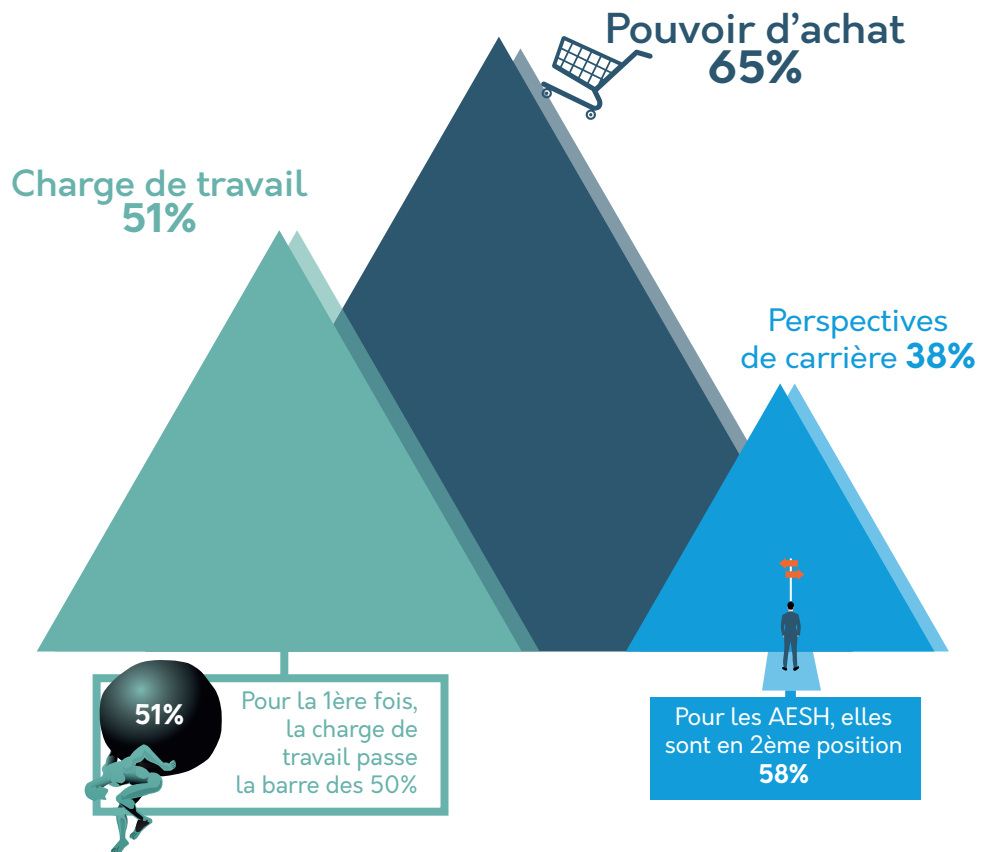 Pouvoir d'achat
65%
Charge de travail
51%
Perspectives
de carrière 38%
51%
Pour la 1ère fois,
la charge de
travail passe
la barre des 50%
Pour les AESH, elles
sont en 2ème position
58%